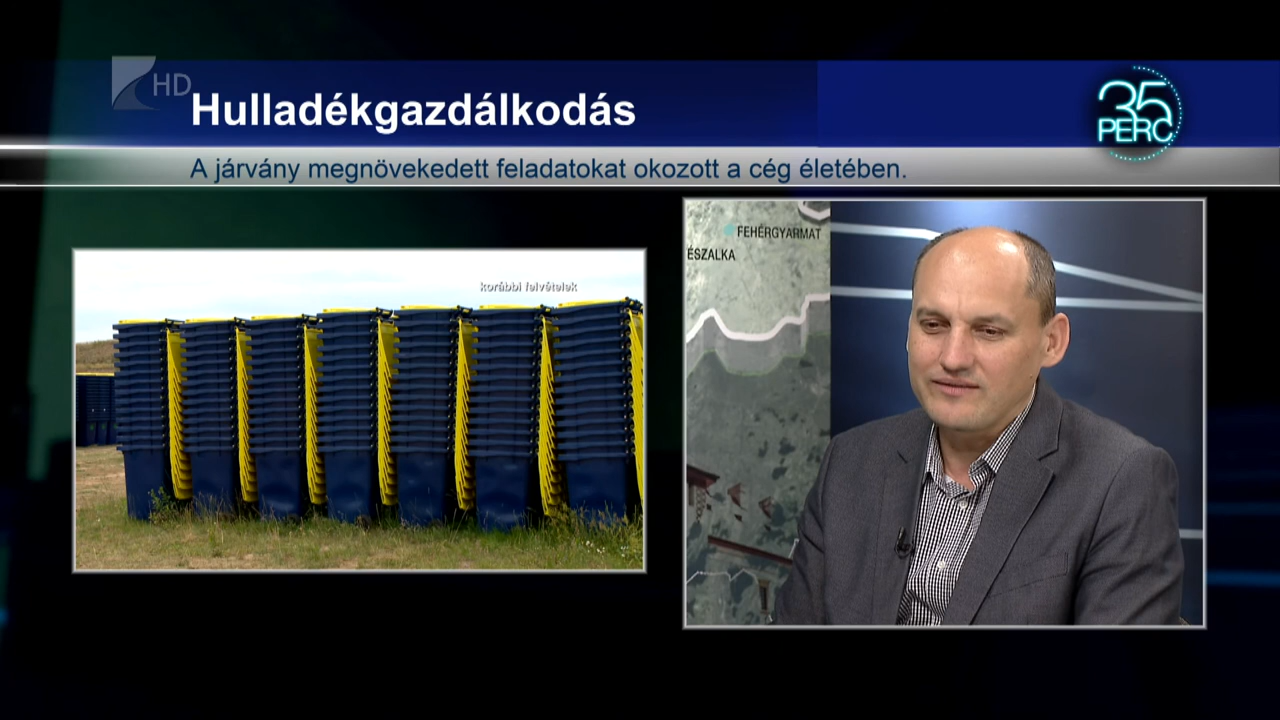 HD
Hulladékgazdálkodás
35
PERC
A járvány megnövekedett feladatokat okozott a cég életében.
korábbi felvételek
FEHÉRGYARMAT
ÉSZALKA